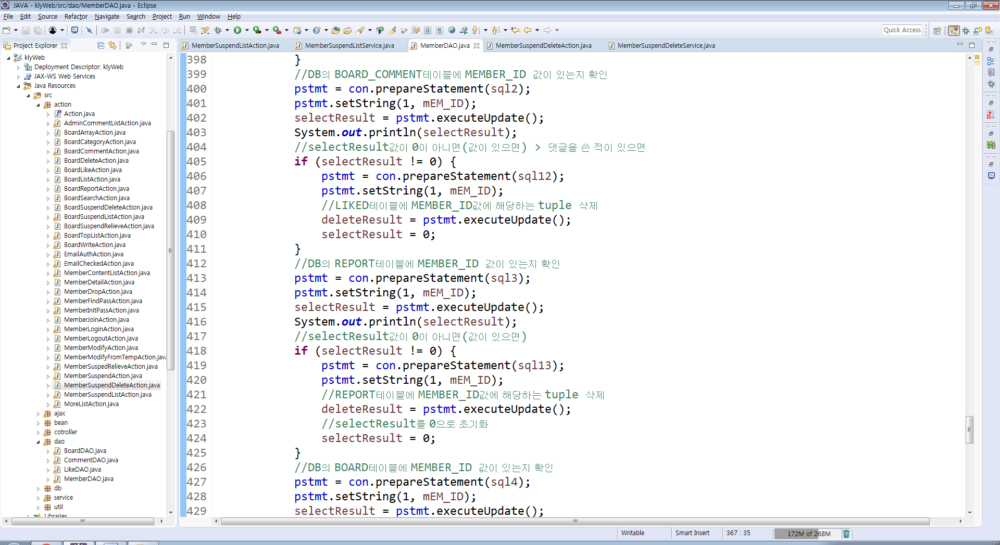 JAVA - klyWeb/src/dao/MemberDAO.java - Eclipse
File Edit Source Refactor Navigate Search Project Run Window Help
Quick Access
Project Explorer
klyWeb
Deployment Descriptor: klyWeb
JAX-WS Web Services
Java Resources
src
action
Action.java
AdminCommentListAction.java
BoardArrayAction.java
BoardCategoryAction.java
BoardCommentAction.java
BoardDeleteAction.java
BoardLikeAction.java
BoardListAction.java
BoardReportAction.java
BoardSearchAction.java
BoardSuspendDeleteAction.java
BoardSuspendListAction.java
BoardSuspendRelieveAction.java
BoardTopListAction.java
BoardWriteAction.java
EmailAuthAction.java
EmailCheckedAction.java
MemberContentListAction.java
MemberDetailAction.java
MemberDropAction.java
MemberFindPassAction.java
MemberInitPassAction.java
MemberJoinAction.java
MemberLoginAction.java
MemberLogoutAction.java
MemberModifyAction.java
MemberModifyFromTempAction.java
MemberSuspedRelieveAction.java
MemberSuspendAction.java
MemberSuspendDeleteAction.java
MemberSuspendListAction.java
MoreListAction.java
ajax
bean
cotroller
dao
BoardDAO.java
CommentDAO.java
LikeDAO.java
MemberDAO.java
db
service
util
Libraries
MemberSuspendListAction.java MemberSuspendListService.java MemberDAO.java MemberSuspendDeleteAction.java MemberSuspendDeleteService.java
398 }
399 //DB의 BOARD_COMMENT테이블에 MEMBER_ID 값이 있는지 확인
400 pstmt = con.prepareStatement(sql2);
401 pstmt.setString(1, mEM_ID);
402 selectResult = pstmt.executeUpdate();
403 System.out.println(selectResult);
404 //selectResult값이 0이 아니면(값이 있으면) > 댓글을 쓴 적이 있으면
405 if (selectResult != 0) {
406 pstmt = con.prepareStatement(sql12);
407 pstmt.setString(1, mEM_ID);
408 //LIKED테이블에 MEMBER_ID값에 해당하는 tuple 삭제
409 deleteResult = pstmt.executeUpdate();
410 selectResult = 0;
411 }
412 //DB의 REPORT테이블에 MEMBER_ID 값이 있는지 확인
413 pstmt = con.prepareStatement(sql3);
414 pstmt.setString(1, mEM_ID);
415 selectResult = pstmt.executeUpdate();
416 System.out.println(selectResult);
417 //selectResult값이 0이 아니면(값이 있으면)
418 if (selectResult != 0) {
419 pstmt = con.prepareStatement(sql13);
420 pstmt.setString(1, mEM_ID);
421 //REPORT테이블에 MEMBER_ID값에 해당하는 tuple 삭제
422 deleteResult = pstmt.executeUpdate();
423 //selectResult를 0으로 초기화
424 selectResult = 0;
425 }
426 //DB의 BOARD테이블에 MEMBER_ID 값이 있는지 확인
427 pstmt = con.prepareStatement(sql4);
428 pstmt.setString(1, mEM_ID);
429 selectResult = pstmt.executeUpdate();
Writable Smart Insert 367 : 35 172M of 268M